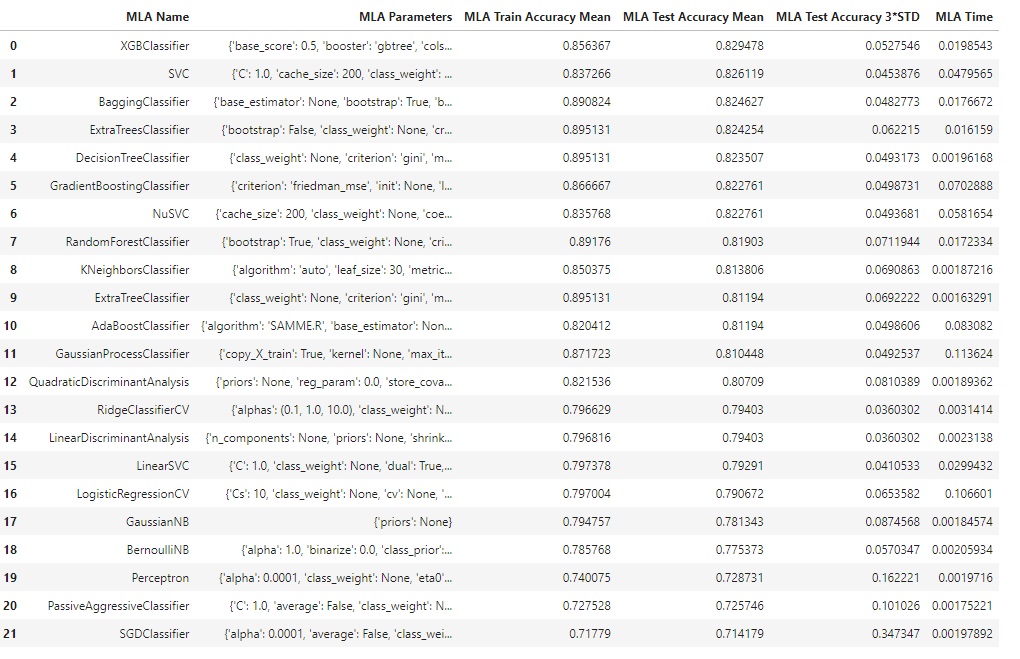 MLA Name MLA Parameters MLA Train Accuracy Mean MLA Test Accuracy Mean MLA Test Accuracy 3*STD MLA Time
0 XGBClassifier {'base_score': 0.5, 'booster': 'gbtree', 'cols... 0.856367 0.829478 0.0527546 0.0198543
1 SVC {'C': 1.0, 'cache_size': 200, 'class_weight': ... 0.837266 0.826119 0.0453876 0.0479565
2 BaggingClassifier {'base_estimator': None, 'bootstrap': True, 'b... 0.890824 0.824627 0.0482773 0.0176672
3 ExtraTreesClassifier {'bootstrap': False, 'class_weight': None, 'cr... 0.895131 0.824254 0.062215 0.016159
4 DecisionTreeClassifier {'class_weight': None, 'criterion': 'gini', 'm... 0.895131 0.823507 0.0493173 0.00196168
5 GradientBoostingClassifier {'criterion': 'friedman_mse', 'init': None, 'l... 0.866667 0.822761 0.0498731 0.0702888
6 NuSVC {'cache_size': 200, 'class_weight': None, 'coe... 0.835768 0.822761 0.0493681 0.0581654
7 RandomForestClassifier {'bootstrap': True, 'class_weight': None, 'cri... 0.89176 0.81903 0.0711944 0.0172334
8 KNeighborsClassifier {'algorithm': 'auto', 'leaf_size': 30, 'metric... 0.850375 0.813806 0.0690863 0.00187216
9 ExtraTreeClassifier {'class_weight': None, 'criterion': 'gini', 'm... 0.895131 0.81194 0.0692222 0.00163291
10 AdaBoostClassifier {'algorithm': 'SAMME.R', 'base_estimator': Non... 0.820412 0.81194 0.0498606 0.083082
11 GaussianProcessClassifier {'copy_X_train': True, 'kernel': None, 'max_it... 0.871723 0.810448 0.0492537 0.113624
12 QuadraticDiscriminantAnalysis {'priors': None, 'reg_param': 0.0, 'store_cova... 0.821536 0.80709 0.0810389 0.00189362
13 RidgeClassifierCV {'alphas': (0.1, 1.0, 10.0), 'class_weight': N... 0.796629 0.79403 0.0360302 0.0031414
14 LinearDiscriminantAnalysis {'n_components': None, 'priors': None, 'shrink... 0.796816 0.79403 0.0360302 0.0023138
15 LinearSVC {'C': 1.0, 'class_weight': None, 'dual': True,... 0.797378 0.79291 0.0410533 0.0299432
16 LogisticRegressionCV {'Cs': 10, 'class_weight': None, 'cv': None, '... 0.797004 0.790672 0.0653582 0.106601
17 GaussianNB {'priors': None} 0.794757 0.781343 0.0874568 0.00184574
18 BernoulliNB {'alpha': 1.0, 'binarize': 0.0, 'class_prior':... 0.785768 0.775373 0.0570347 0.00205934
19 Perceptron {'alpha': 0.0001, 'class_weight': None, 'eta0'... 0.740075 0.728731 0.162221 0.0019716
20 PassiveAggressiveClassifier {'C': 1.0, 'average': False, 'class_weight': N... 0.727528 0.725746 0.101026 0.00175221
21 SGDClassifier {'alpha': 0.0001, 'average': False, 'class_wei... 0.71779 0.714179 0.347347 0.00197892